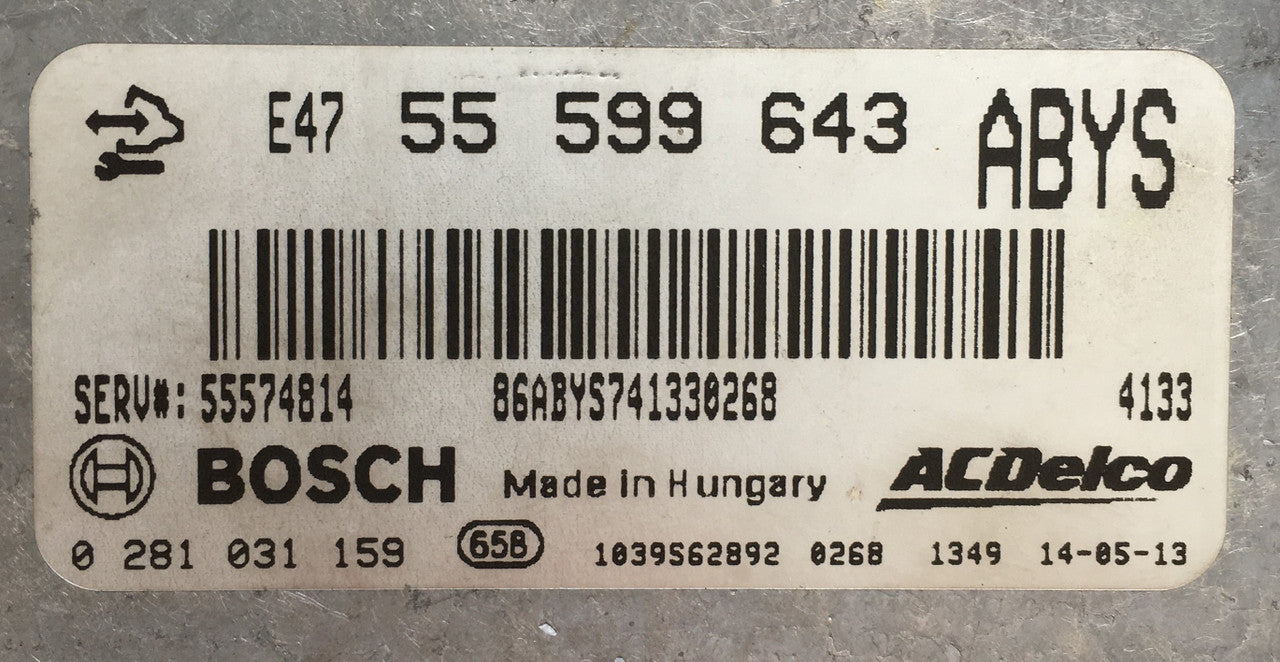 E47 55 599 643 ABYS
SERV#: 55574814 86ABYS741330268 4133
BOSCH Made in Hungary ACDelco
0 281 031 159 658 1039S62892 0268 1349 14-05-13